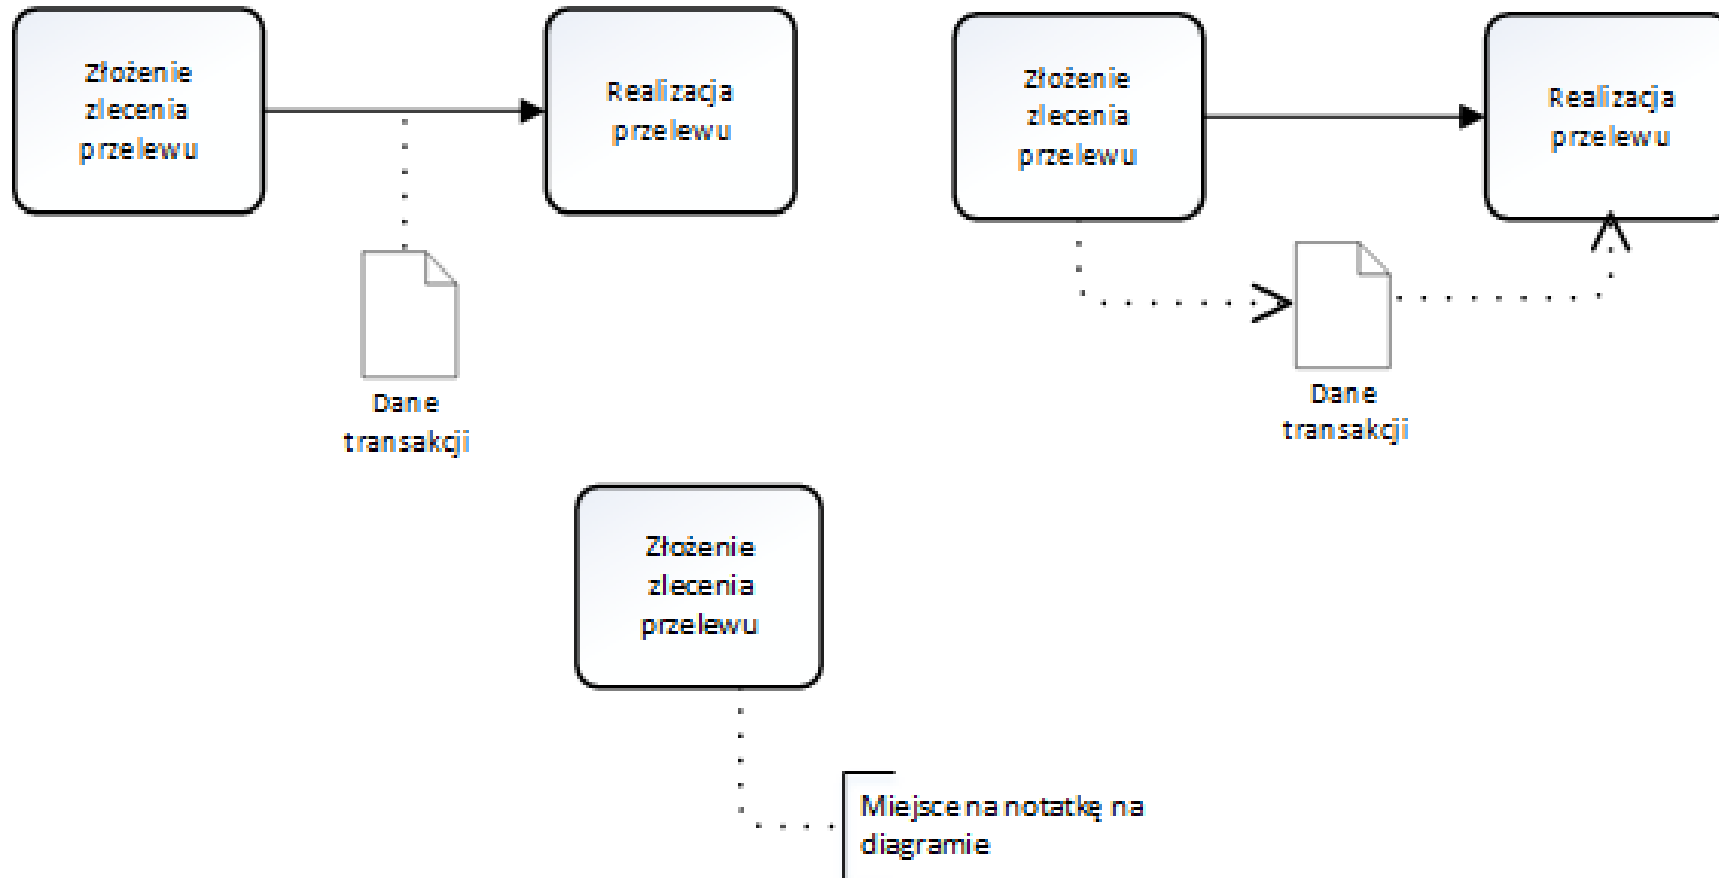 Złożenie
zlecenia
przelewu
Realizacja
przelewu
Dane
transakcji
Złożenie
zlecenia
przelewu
Realizacja
przelewu
Dane
transakcji
Złożenie
zlecenia
przelewu
Miejsce na notatkę na
diagramie